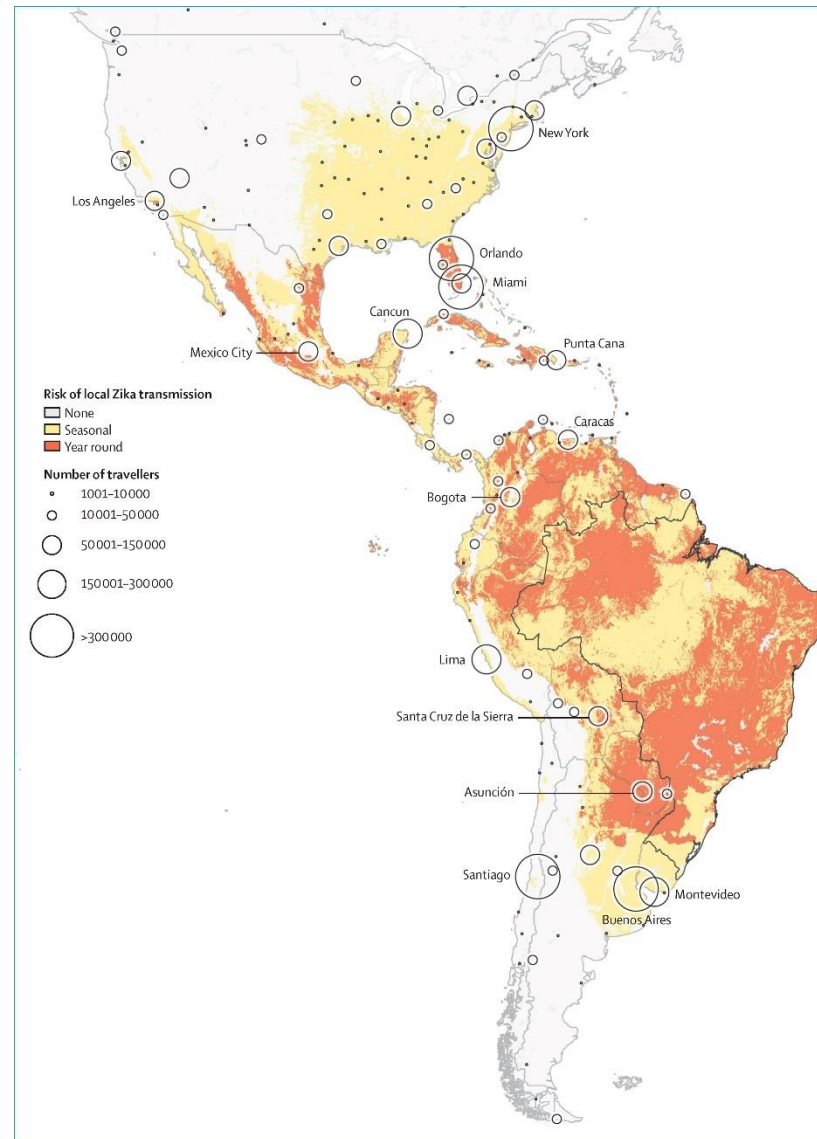 New York
Los Angeles
Orlando
Miami
Cancun
Punta Cana
Mexico City
Risk of local Zika transmission
None
Seasonal
Year round
Number of travellers
1001–10 000
10 001–50 000
50 001–150 000
150 001–300 000
>300 000
Caracas
Bogota
Lima
Santa Cruz de la Sierra
Asunción
Santiago
Montevideo
Buenos Aires